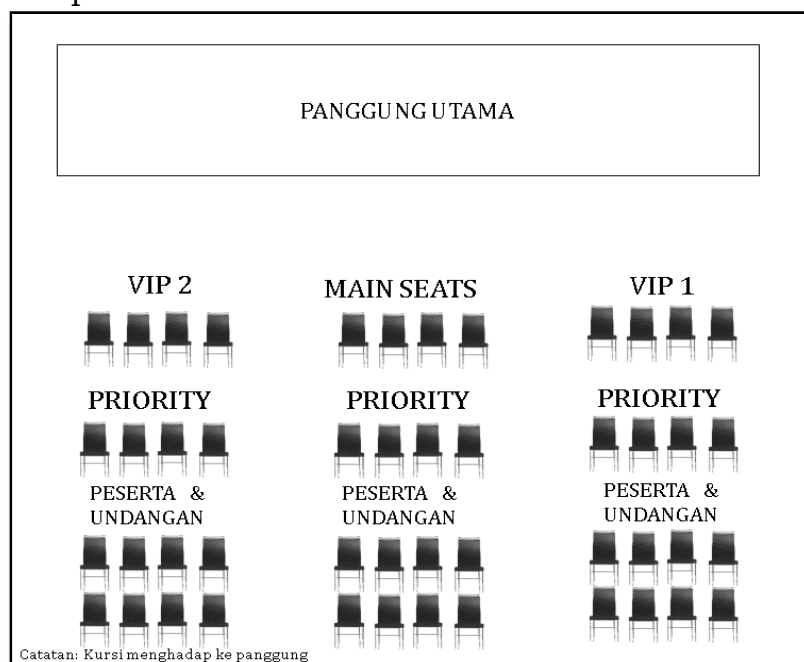 PANGGUNG UTAMA
VIP 2
MAIN SEATS
VIP 1
PRIORITY
PRIORITY
PRIORITY
PESERTA &
UNDANGAN
PESERTA &
UNDANGAN
PESERTA &
UNDANGAN
Catatan: Kursi menghadap ke panggung